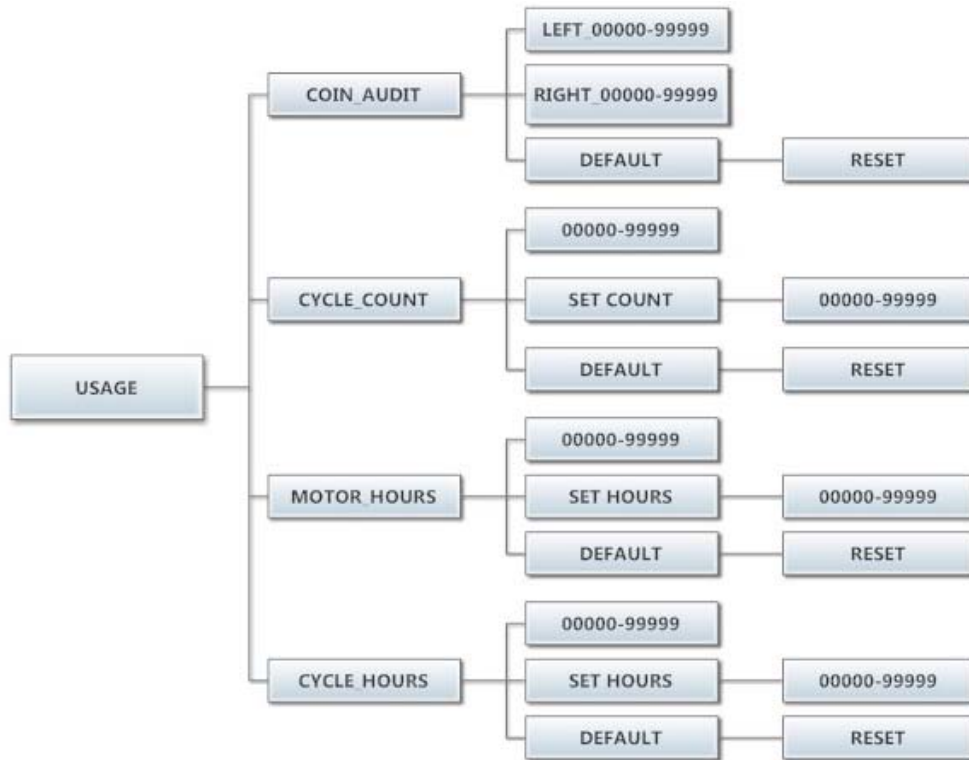 USAGE
COIN_AUDIT
LEFT_00000-99999
RIGHT_00000-99999
DEFAULT
RESET
CYCLE_COUNT
00000-99999
SET COUNT
00000-99999
DEFAULT
RESET
MOTOR_HOURS
00000-99999
SET HOURS
00000-99999
DEFAULT
RESET
CYCLE_HOURS
00000-99999
SET HOURS
00000-99999
DEFAULT
RESET